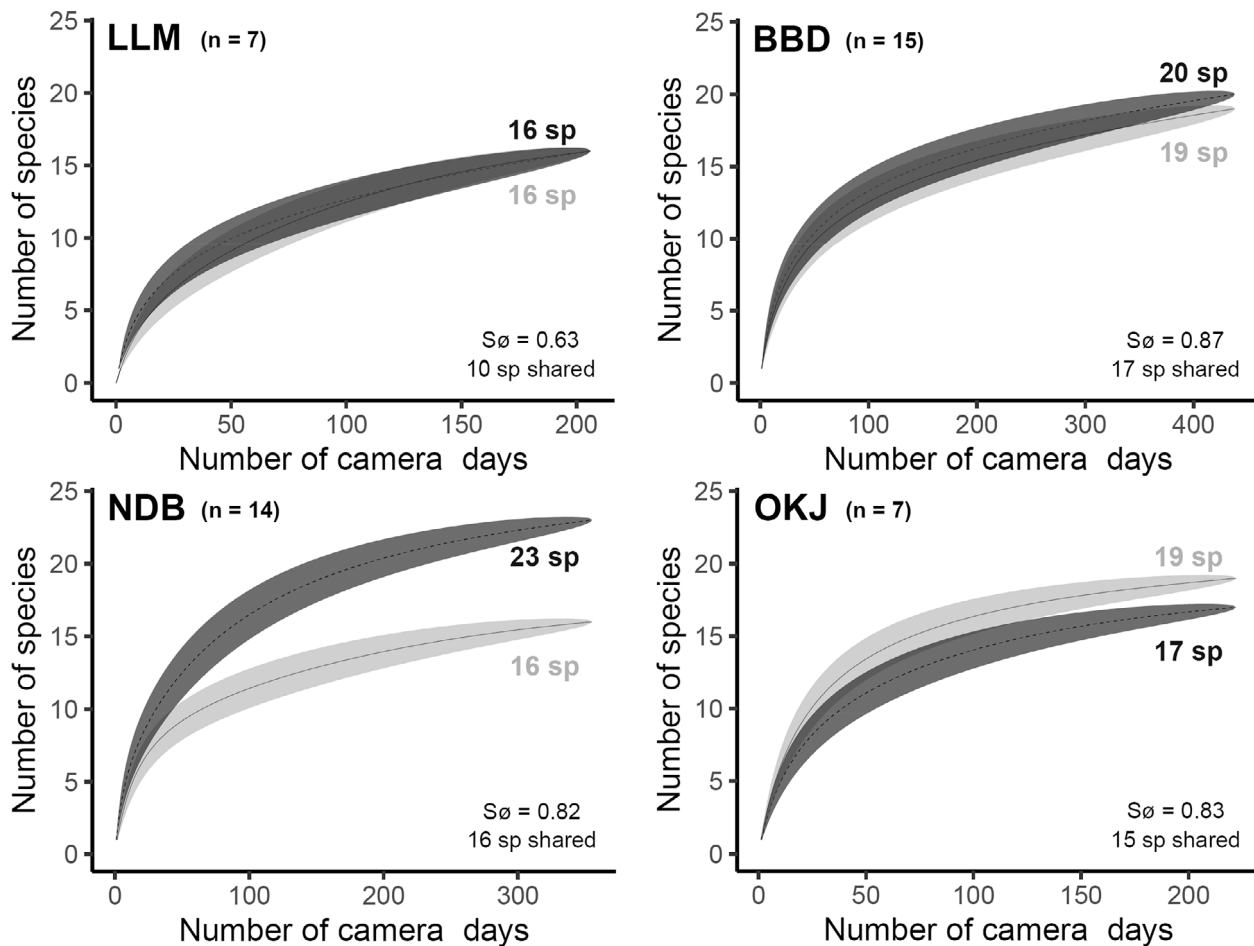 LLM (n = 7)
Number of species
25
20
15
10
5
0
16 sp
16 sp
Sø = 0.63
10 sp shared
0 50 100 150 200
Number of camera days
BBD (n = 15)
Number of species
25
20
15
10
5
0
20 sp
19 sp
Sø = 0.87
17 sp shared
0 100 200 300 400
Number of camera days
NDB (n = 14)
Number of species
25
20
15
10
5
0
23 sp
16 sp
Sø = 0.82
16 sp shared
0 100 200 300
Number of camera days
OKJ (n = 7)
Number of species
25
20
15
10
5
0
19 sp
17 sp
Sø = 0.83
15 sp shared
0 50 100 150 200
Number of camera days